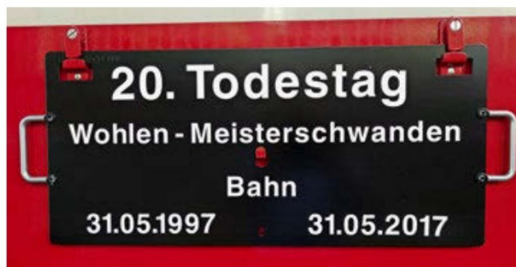 20. Todestag
Wohlen - Meisterschwanden
Bahn
31.05.1997 31.05.2017